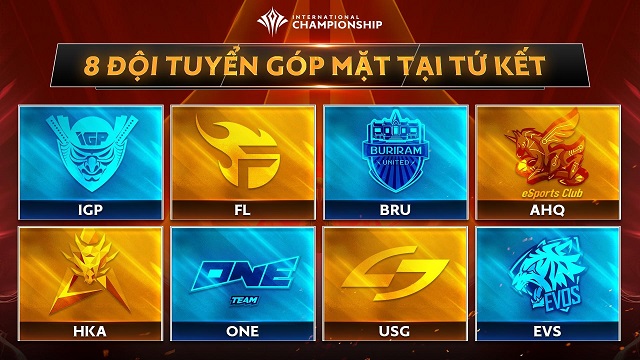 INTERNATIONAL
CHAMPIONSHIP
8 ĐỘI TUYỂN GÓP MẶT TẠI TỨ KẾT
iGP
IGP
FL
BURIRAM
UNITED
BRU
eSports Club
AHQ
HKA
ONE
TEAM
ONE
USG
EVOS
EVS